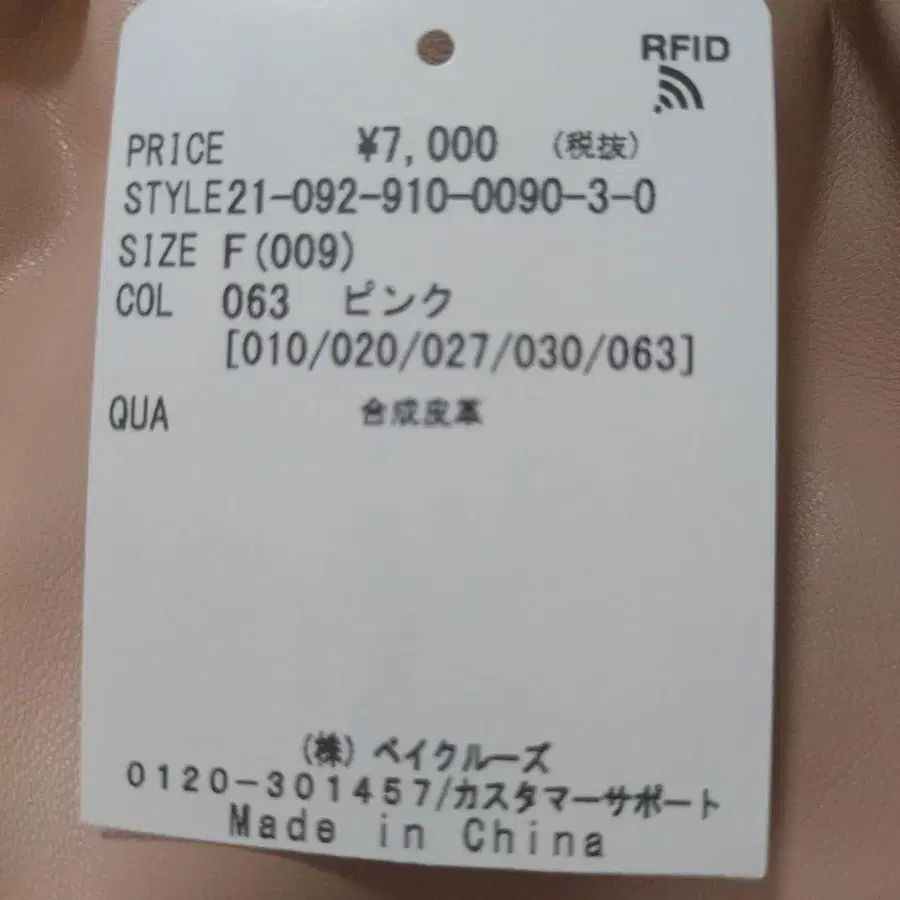 RFID
PRICE ¥7,000 (税抜)
STYLE21-092-910-0090-3-0
SIZE F(009)
COL 063 ピンク
[010/020/027/030/063]
QUA 合成皮革
(株)ベイクルーズ
0120-301457/カスタマーサポート
Made in China